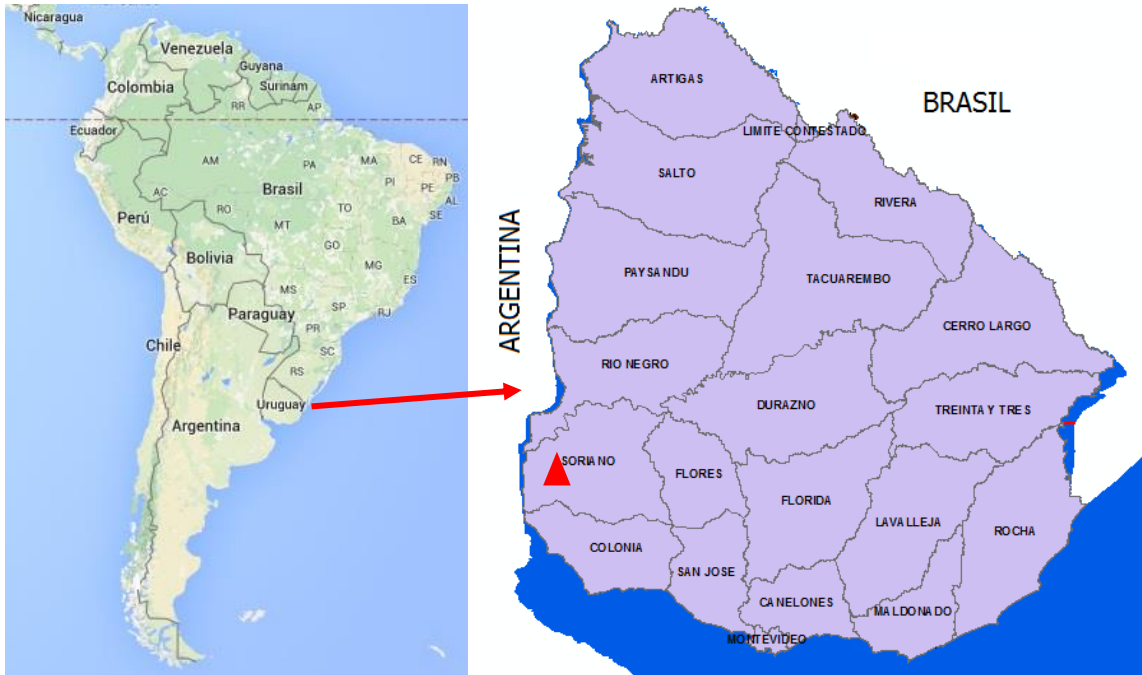 Nicaragua
Venezuela
Guyana
Surinam
Colombia
RR
AP
Ecuador
AM
PA
MA
CE
RN
PB
PI
PE
AL
AC
Brasil
TO
SE
RO
BA
Perú
MT
GO
Bolivia
MG
ES
MS
SP
RJ
Paraguay
PR
Chile
SC
RS
Uruguay
Argentina
ARTIGAS
BRASIL
LIMITE CONTESTADO
SALTO
RIVERA
ARGENTINA
PAYSANDU
TACUAREMBO
CERRO LARGO
RIO NEGRO
DURAZNO
TREINTA Y TRES
SORIANO
FLORES
FLORIDA
LAVALLEJA
ROCHA
COLONIA
SAN JOSE
CANELONES
MALDONADO
MONTEVIDEO